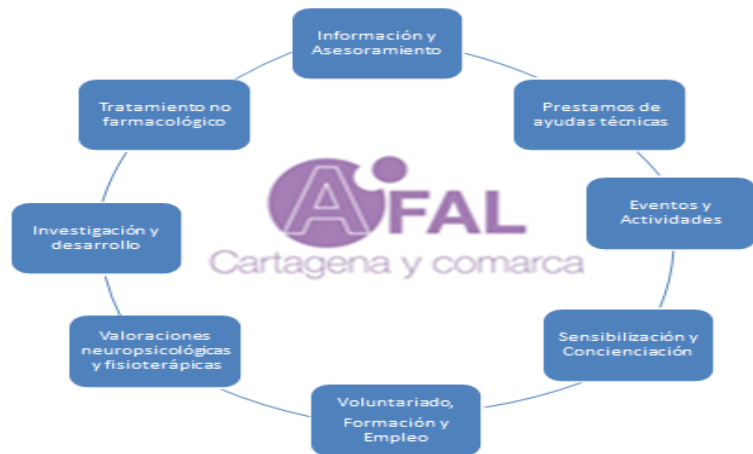 Información y
Asesoramiento
Prestamos de
ayudas técnicas
Eventos y
Actividades
Sensibilización y
Concienciación
Voluntariado,
Formación y
Empleo
Valoraciones
neuropsicológicas
y fisioterápicas
Investigación y
desarrollo
Tratamiento no
farmacológico
AFAL
Cartagena y comarca